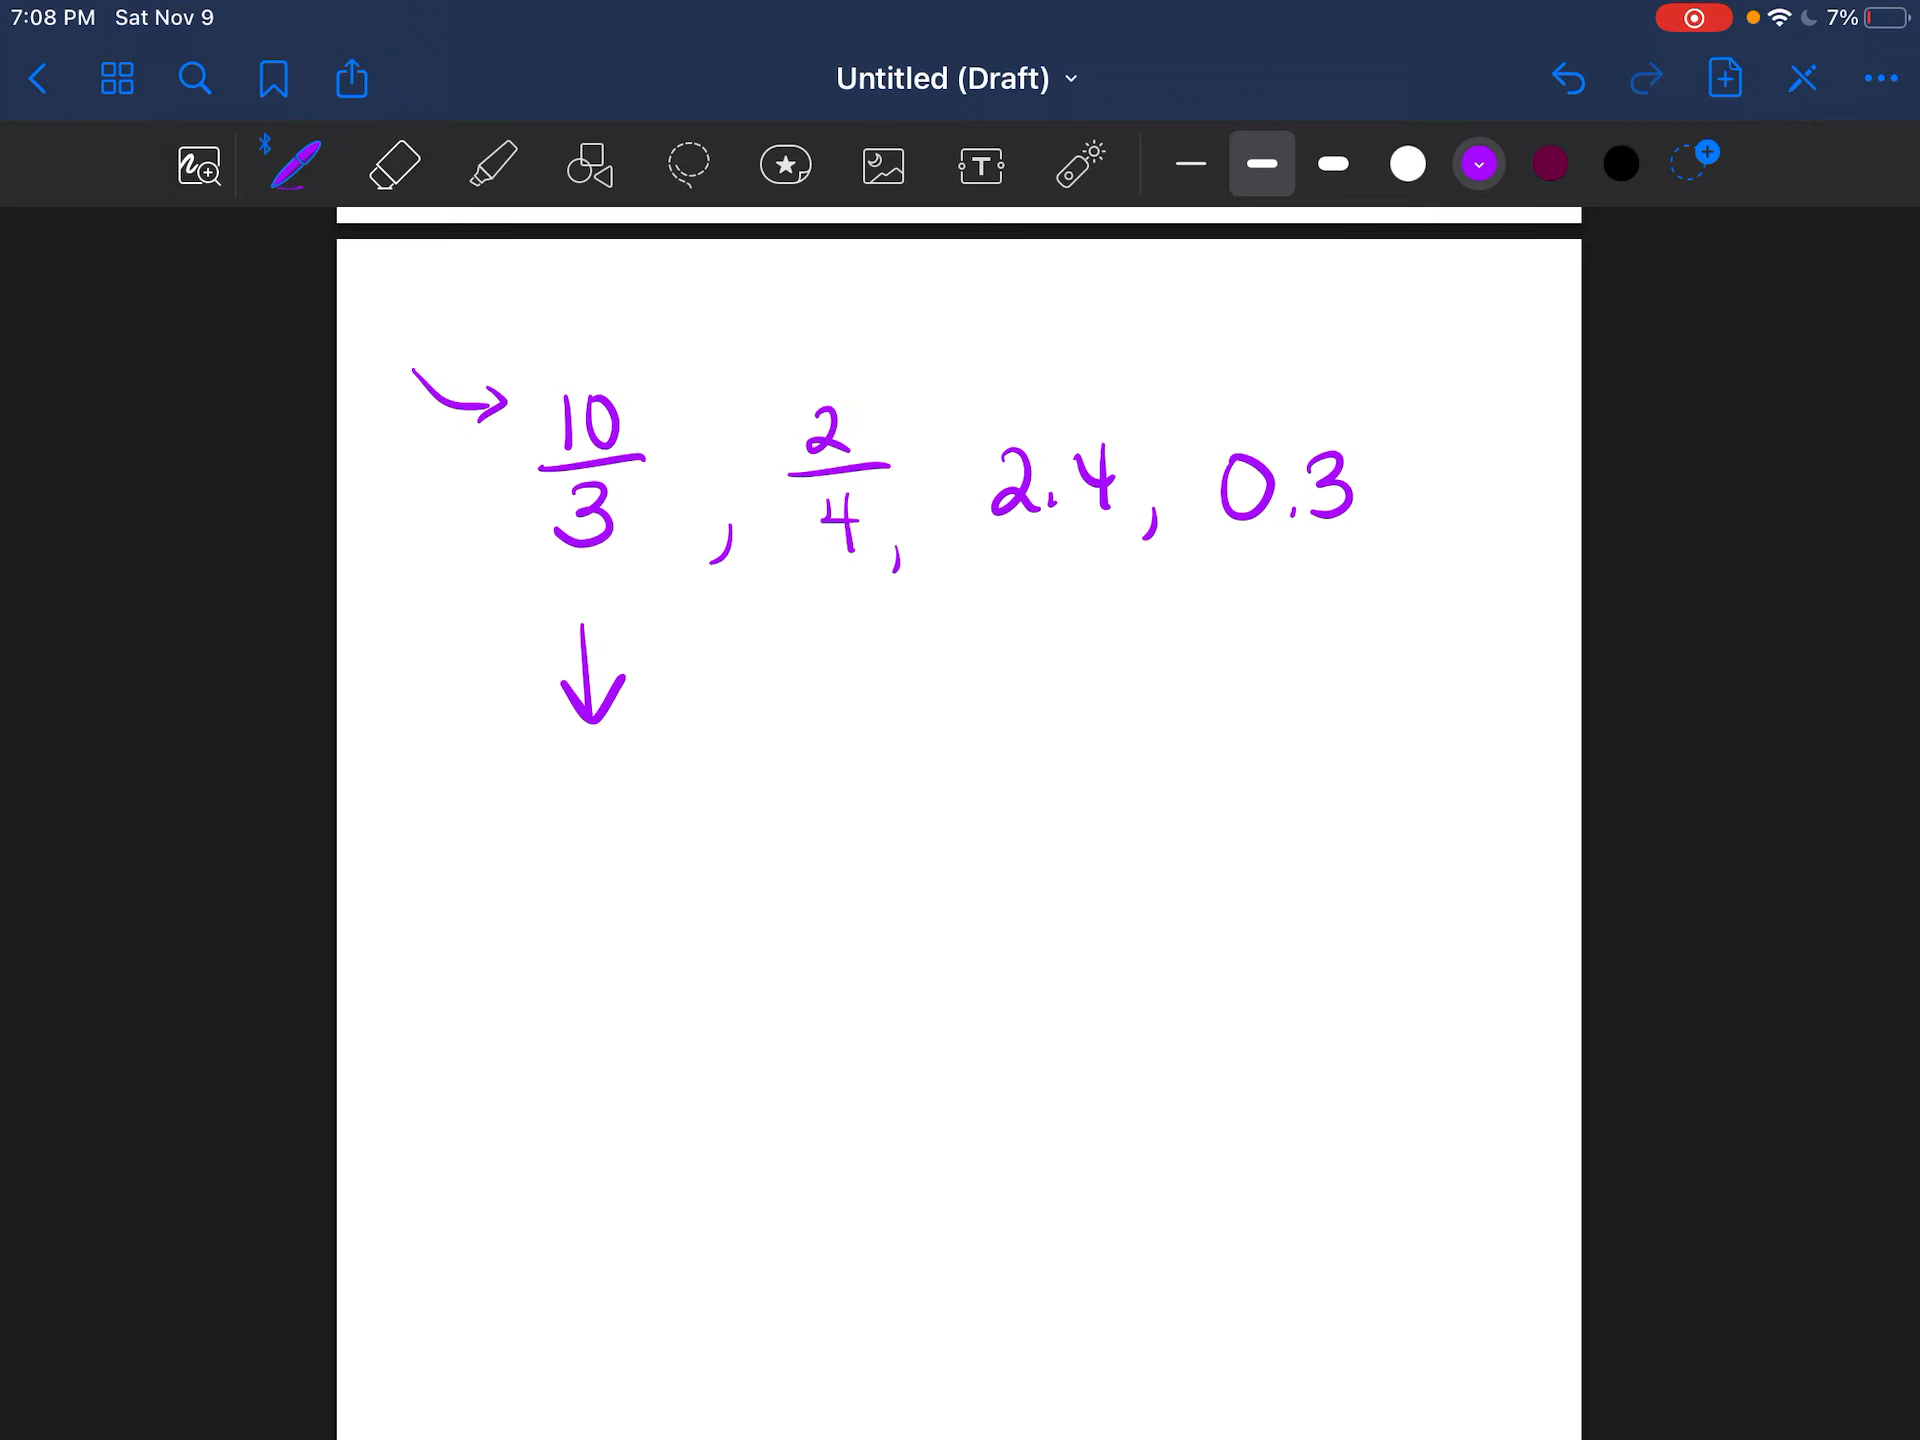 7:08 PM Sat Nov 9
7%
Untitled (Draft)
T
10/3, 2/4, 2.4, 0.3